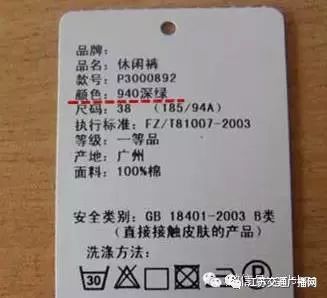 品牌:
品名: 休闲裤
款号: P3000892
颜色: 940深绿
尺码: 38 (185/94A)
执行标准: FZ/T81007-2003
等级: 一等品
产地: 广州
面料: 100%棉
安全类别: GB 18401-2003 B类
(直接接触皮肤的产品)
洗涤方法:
30
P
江苏交通广播网